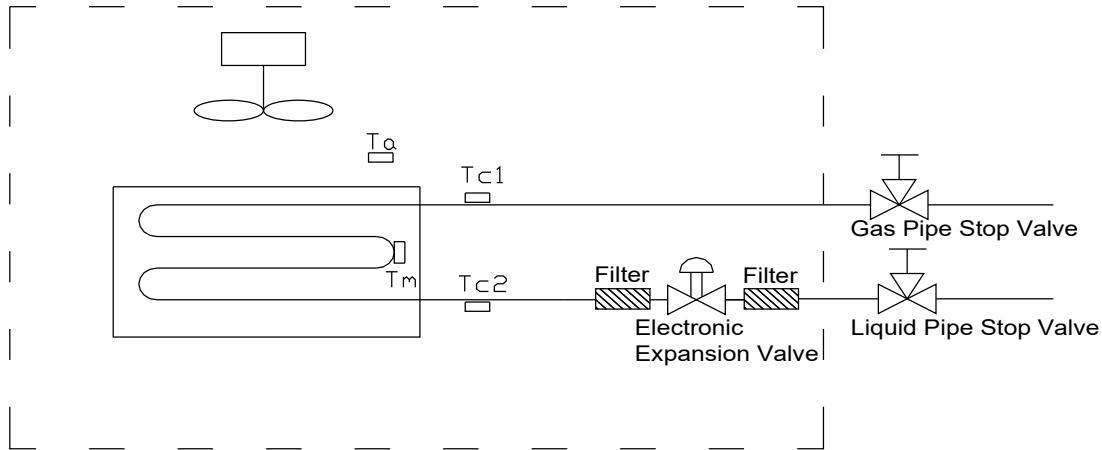 Ta
Tc1
Gas Pipe Stop Valve
Tm
Tc2
Filter
Filter
Electronic
Expansion Valve
Liquid Pipe Stop Valve